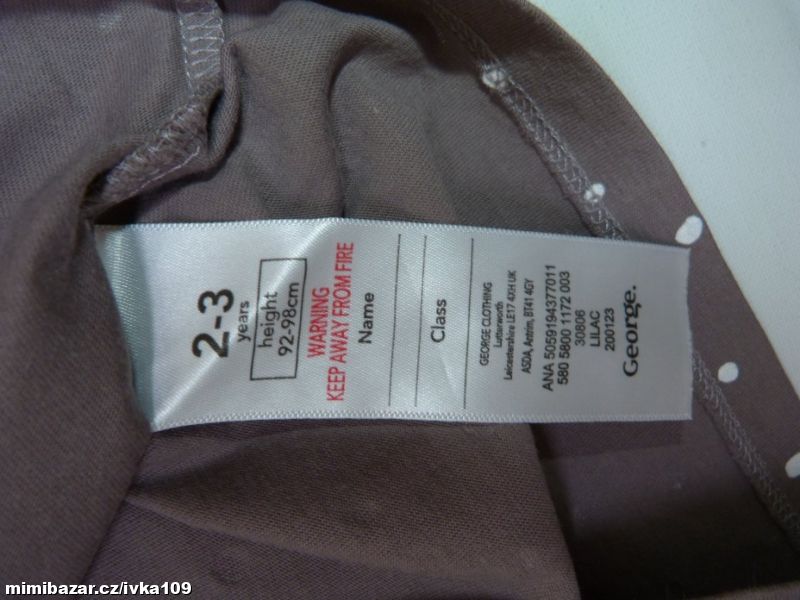 2-3
years
height
92-98cm
WARNING
KEEP AWAY FROM FIRE
Name
Class
GEORGE CLOTHING
Lutterworth
Leicestershire LE17 4XH UK
ASDA, Antrim, BT41 4GY
ANA 5059194377011
580 5800 1172 003
30806
LILAC
200123
George.
mimibazar.cz/ivka109